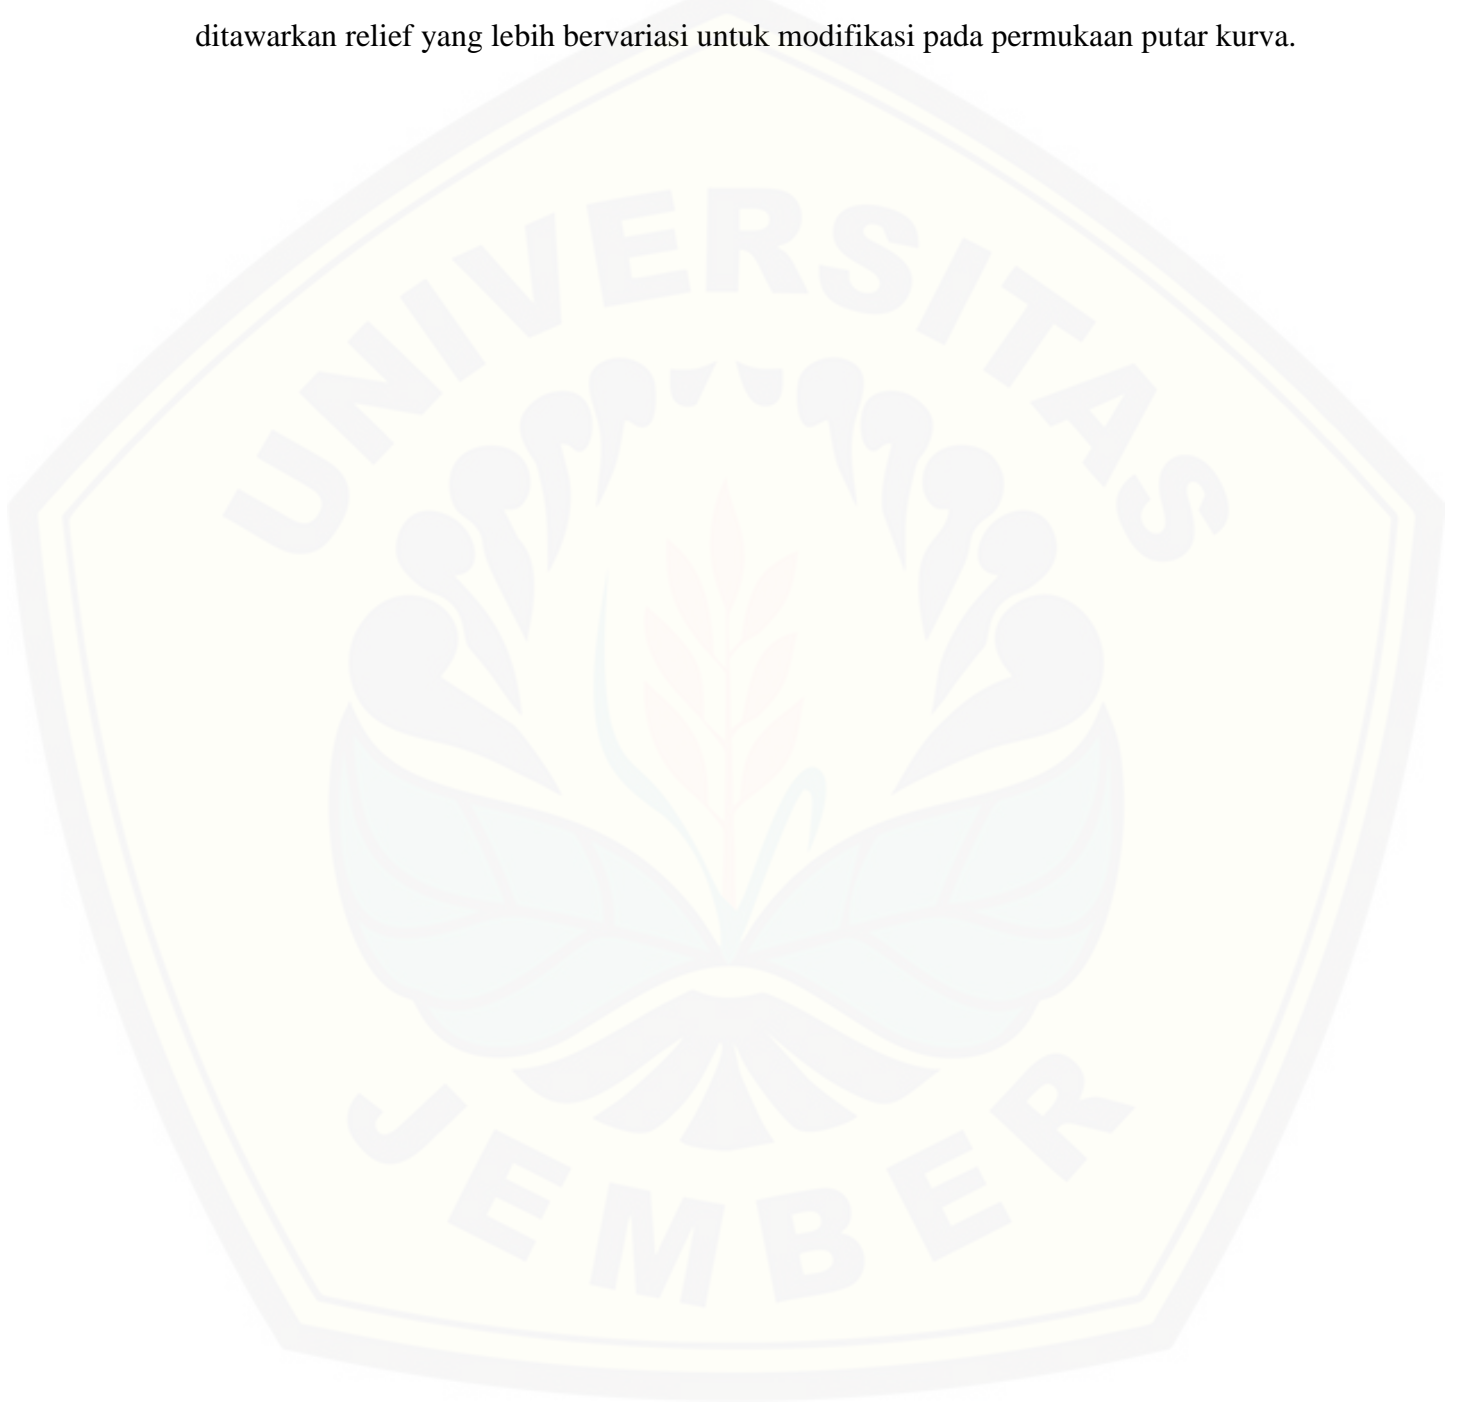 ditawarkan relief yang lebih bervariasi untuk modifikasi pada permukaan putar kurva.
UNIVERSITAS
JEMBER